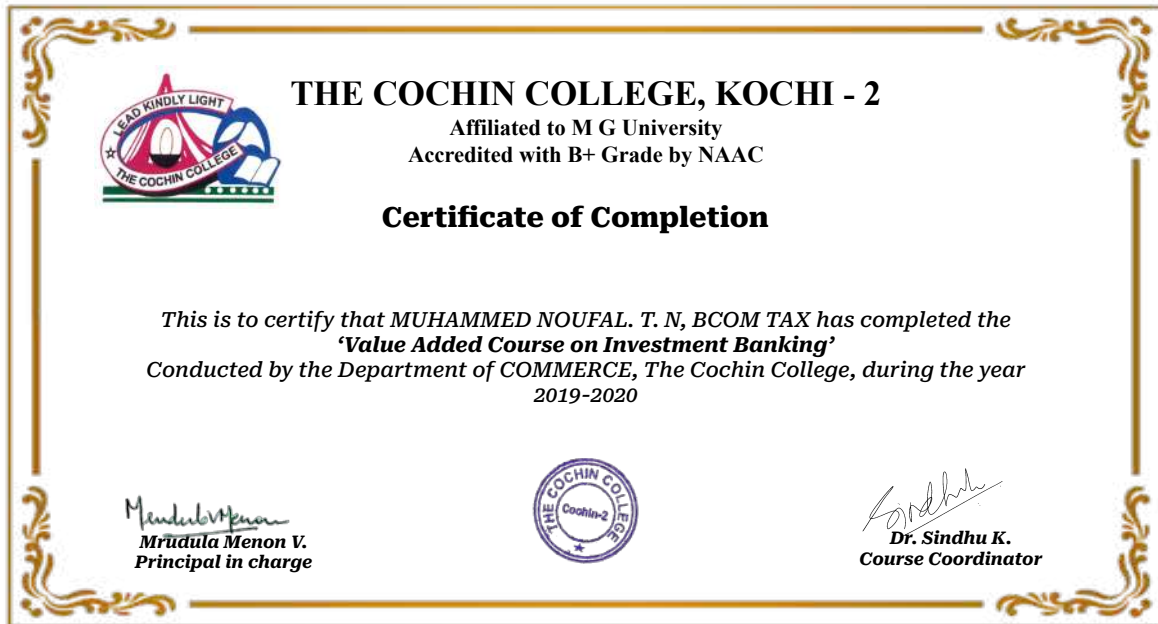 LEAD KINDLY LIGHT
THE COCHIN COLLEGE
THE COCHIN COLLEGE, KOCHI - 2
Affiliated to M G University
Accredited with B+ Grade by NAAC
Certificate of Completion
This is to certify that MUHAMMED NOUFAL. T. N, BCOM TAX has completed the
‘Value Added Course on Investment Banking’
Conducted by the Department of COMMERCE, The Cochin College, during the year
2019-2020
THE COCHIN COLLEGE
Cochin-2
Sindhu
Mrudula Menon V.
Principal in charge
Dr. Sindhu K.
Course Coordinator